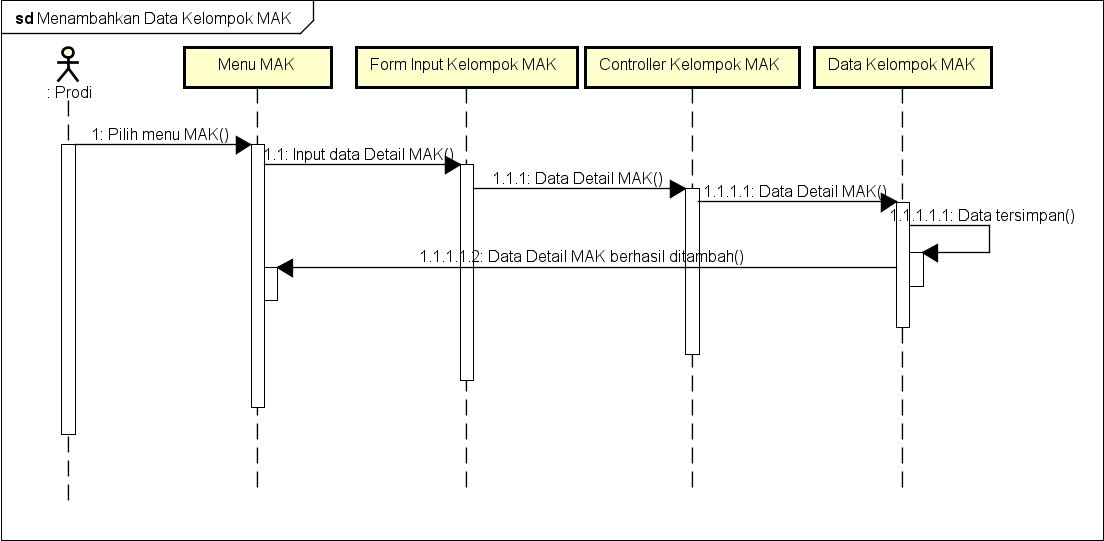 sd Menambahkan Data Kelompok MAK
: Prodi
Menu MAK
Form Input Kelompok MAK
Controller Kelompok MAK
Data Kelompok MAK
1: Pilih menu MAK()
1.1: Input data Detail MAK()
1.1.1: Data Detail MAK()
1.1.1.1: Data Detail MAK()
1.1.1.1.1: Data tersimpan()
1.1.1.1.2: Data Detail MAK berhasil ditambah()